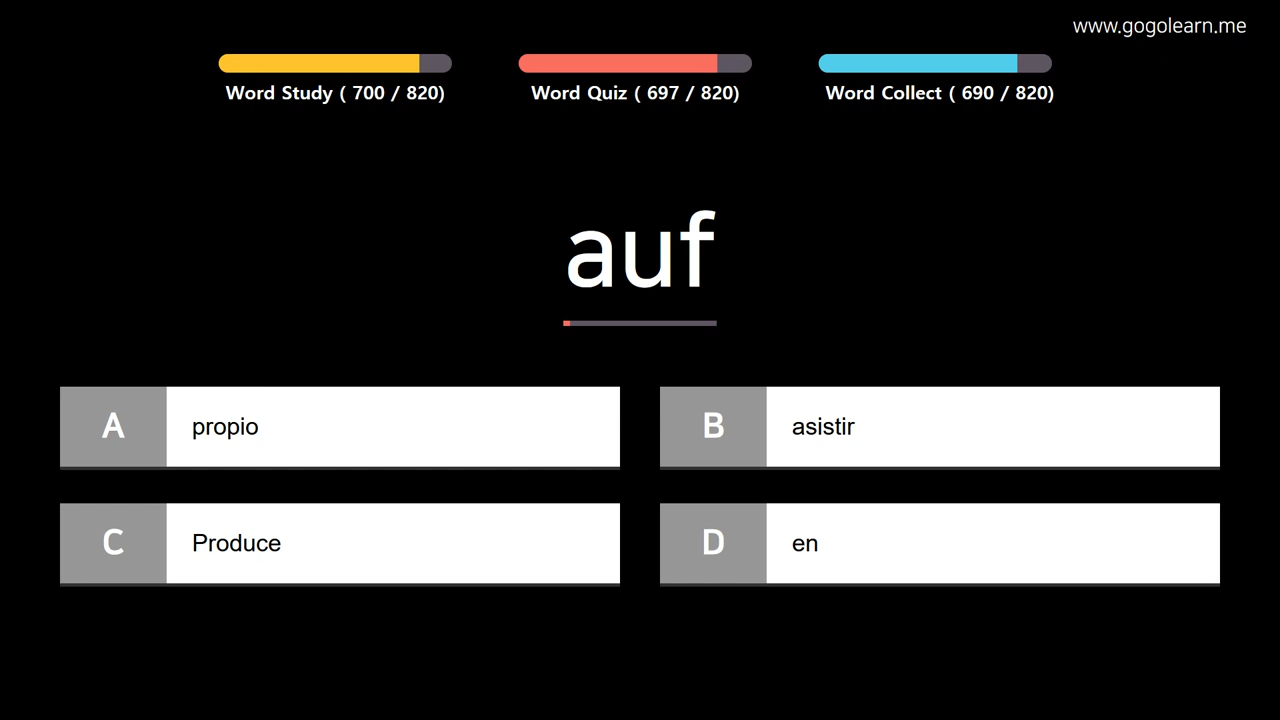 www.gogolearn.me
Word Study ( 700 / 820)
Word Quiz ( 697 / 820)
Word Collect ( 690 / 820)
auf
A propio
B asistir
C Produce
D en